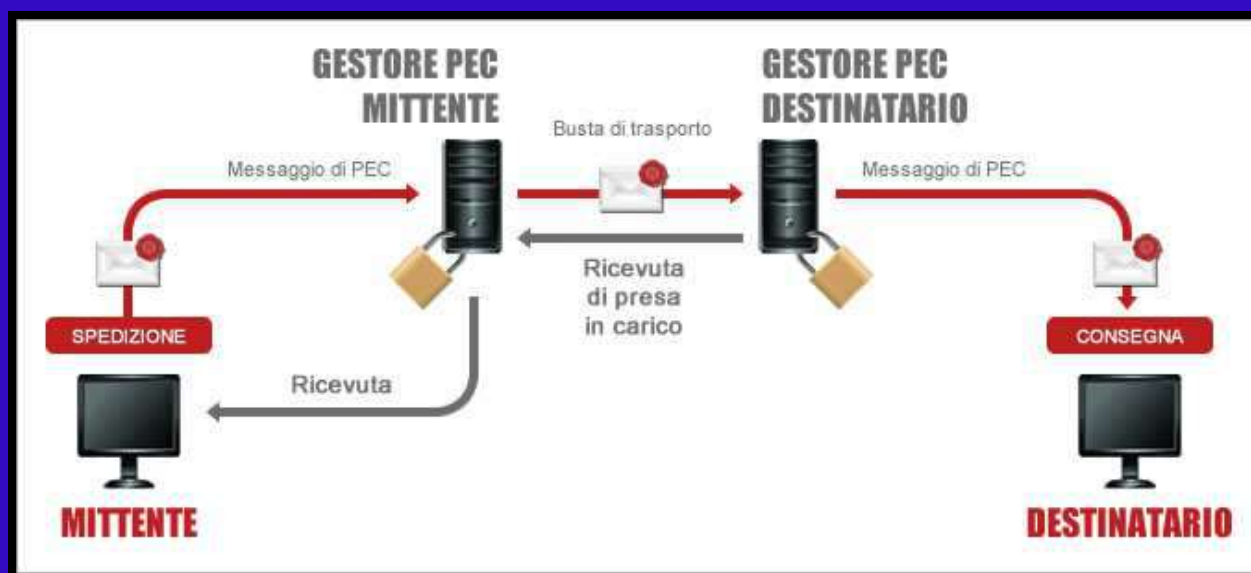 GESTORE PEC
MITTENTE
GESTORE PEC
DESTINATARIO
Busta di trasporto
Messaggio di PEC
Messaggio di PEC
Ricevuta
di presa
in carico
SPEDIZIONE
CONSEGNA
Ricevuta
MITTENTE
DESTINATARIO